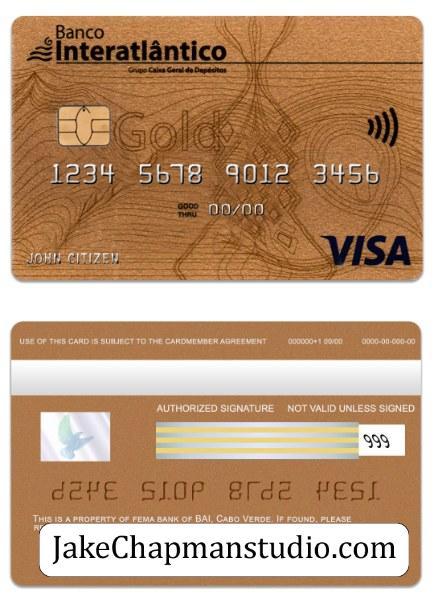 Banco
Interatlântico
Grupo Caixa Geral de Depósitos
Gold
1234 5678 9012 3456
GOOD
THRU 00/00
JOHN CITIZEN
VISA
USE OF THIS CARD IS SUBJECT TO THE CARDMEMBER AGREEMENT 000000+1 09/00 0000-00-000-00
AUTHORIZED SIGNATURE NOT VALID UNLESS SIGNED
999
THIS IS A PROPERTY OF FEMA BANK OF BAI, CABO VERDE. IF FOUND, PLEASE
JakeChapmanstudio.com